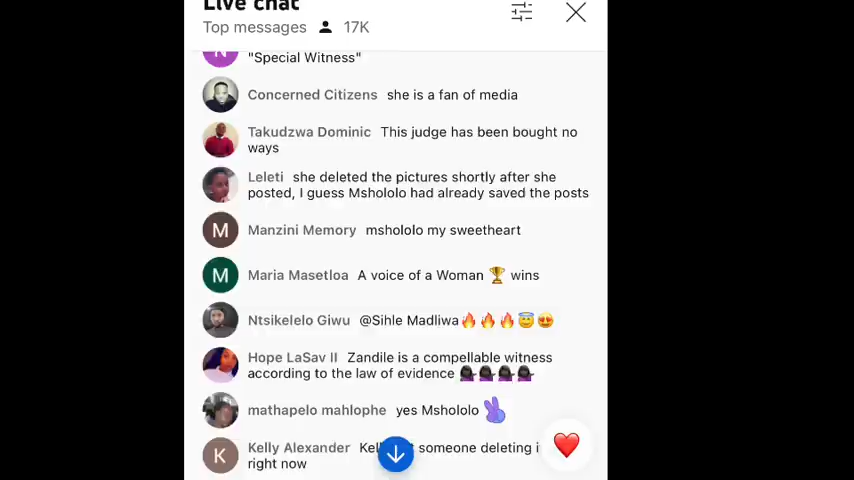 Live chat
Top messages 17K
N
"Special Witness"
Concerned Citizens she is a fan of media
Takudzwa Dominic This judge has been bought no
ways
Leleti she deleted the pictures shortly after she
posted, I guess Mshololo had already saved the posts
M Manzini Memory mshololo my sweetheart
M Maria Masetloa A voice of a Woman 🏆 wins
Ntsikelelo Giwu @Sihle Madliwa🔥🔥🔥😇😍
Hope LaSav II Zandile is a compellable witness
according to the law of evidence
mathapelo mahlophe yes Mshololo
K Kelly Alexander someone deleting
right now